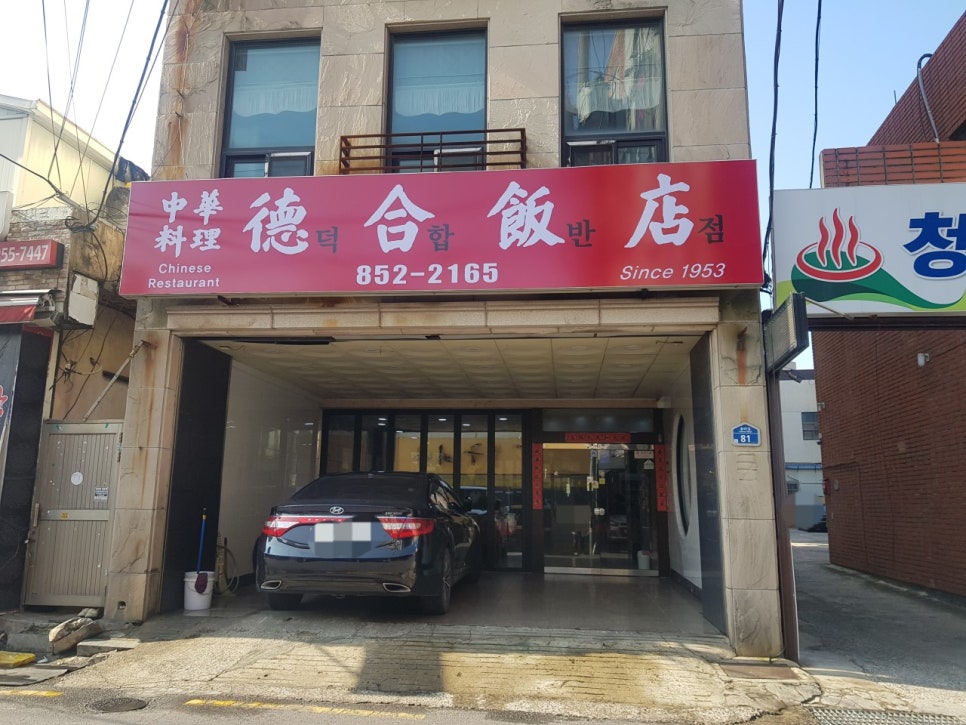 中華
料理
德덕 合합 飯반 店점
Chinese
Restaurant
852-2165
Since 1953
55-7447
청
81